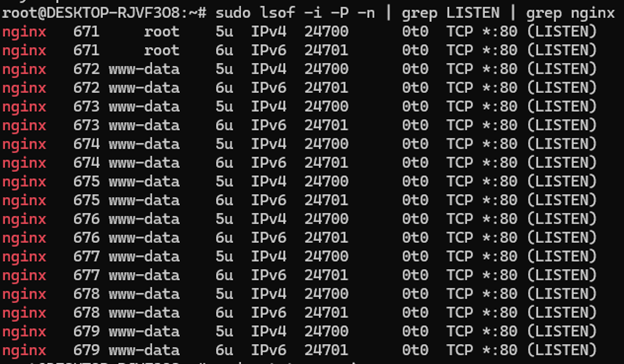 root@DESKTOP-RJVF3O8:~# sudo lsof -i -P -n | grep LISTEN | grep nginx
nginx 671 root 5u IPv4 24700 0t0 TCP *:80 (LISTEN)
nginx 671 root 6u IPv6 24701 0t0 TCP *:80 (LISTEN)
nginx 672 www-data 5u IPv4 24700 0t0 TCP *:80 (LISTEN)
nginx 672 www-data 6u IPv6 24701 0t0 TCP *:80 (LISTEN)
nginx 673 www-data 5u IPv4 24700 0t0 TCP *:80 (LISTEN)
nginx 673 www-data 6u IPv6 24701 0t0 TCP *:80 (LISTEN)
nginx 674 www-data 5u IPv4 24700 0t0 TCP *:80 (LISTEN)
nginx 674 www-data 6u IPv6 24701 0t0 TCP *:80 (LISTEN)
nginx 675 www-data 5u IPv4 24700 0t0 TCP *:80 (LISTEN)
nginx 675 www-data 6u IPv6 24701 0t0 TCP *:80 (LISTEN)
nginx 676 www-data 5u IPv4 24700 0t0 TCP *:80 (LISTEN)
nginx 676 www-data 6u IPv6 24701 0t0 TCP *:80 (LISTEN)
nginx 677 www-data 5u IPv4 24700 0t0 TCP *:80 (LISTEN)
nginx 677 www-data 6u IPv6 24701 0t0 TCP *:80 (LISTEN)
nginx 678 www-data 5u IPv4 24700 0t0 TCP *:80 (LISTEN)
nginx 678 www-data 6u IPv6 24701 0t0 TCP *:80 (LISTEN)
nginx 679 www-data 5u IPv4 24700 0t0 TCP *:80 (LISTEN)
nginx 679 www-data 6u IPv6 24701 0t0 TCP *:80 (LISTEN)